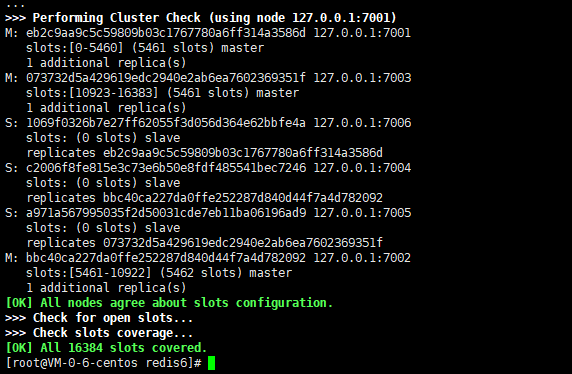 ...
>>> Performing Cluster Check (using node 127.0.0.1:7001)
M: eb2c9aa9c5c59809b03c1767780a6ff314a3586d 127.0.0.1:7001
slots:[0-5460] (5461 slots) master
1 additional replica(s)
M: 073732d5a429619edc2940e2ab6ea7602369351f 127.0.0.1:7003
slots:[10923-16383] (5461 slots) master
1 additional replica(s)
S: 1069f0326b7e27ff62055f3d056d364e62bbfe4a 127.0.0.1:7006
slots: (0 slots) slave
replicates eb2c9aa9c5c59809b03c1767780a6ff314a3586d
S: c2006f8fe815e3c73e6b50e8fdf485541bec7246 127.0.0.1:7004
slots: (0 slots) slave
replicates bbc40ca227da0ffe252287d840d44f7a4d782092
S: a971a567995035f2d50031cde7eb11ba06196ad9 127.0.0.1:7005
slots: (0 slots) slave
replicates 073732d5a429619edc2940e2ab6ea7602369351f
M: bbc40ca227da0ffe252287d840d44f7a4d782092 127.0.0.1:7002
slots:[5461-10922] (5462 slots) master
1 additional replica(s)
[OK] All nodes agree about slots configuration.
>>> Check for open slots...
>>> Check slots coverage...
[OK] All 16384 slots covered.
[root@VM-0-6-centos redis6]#